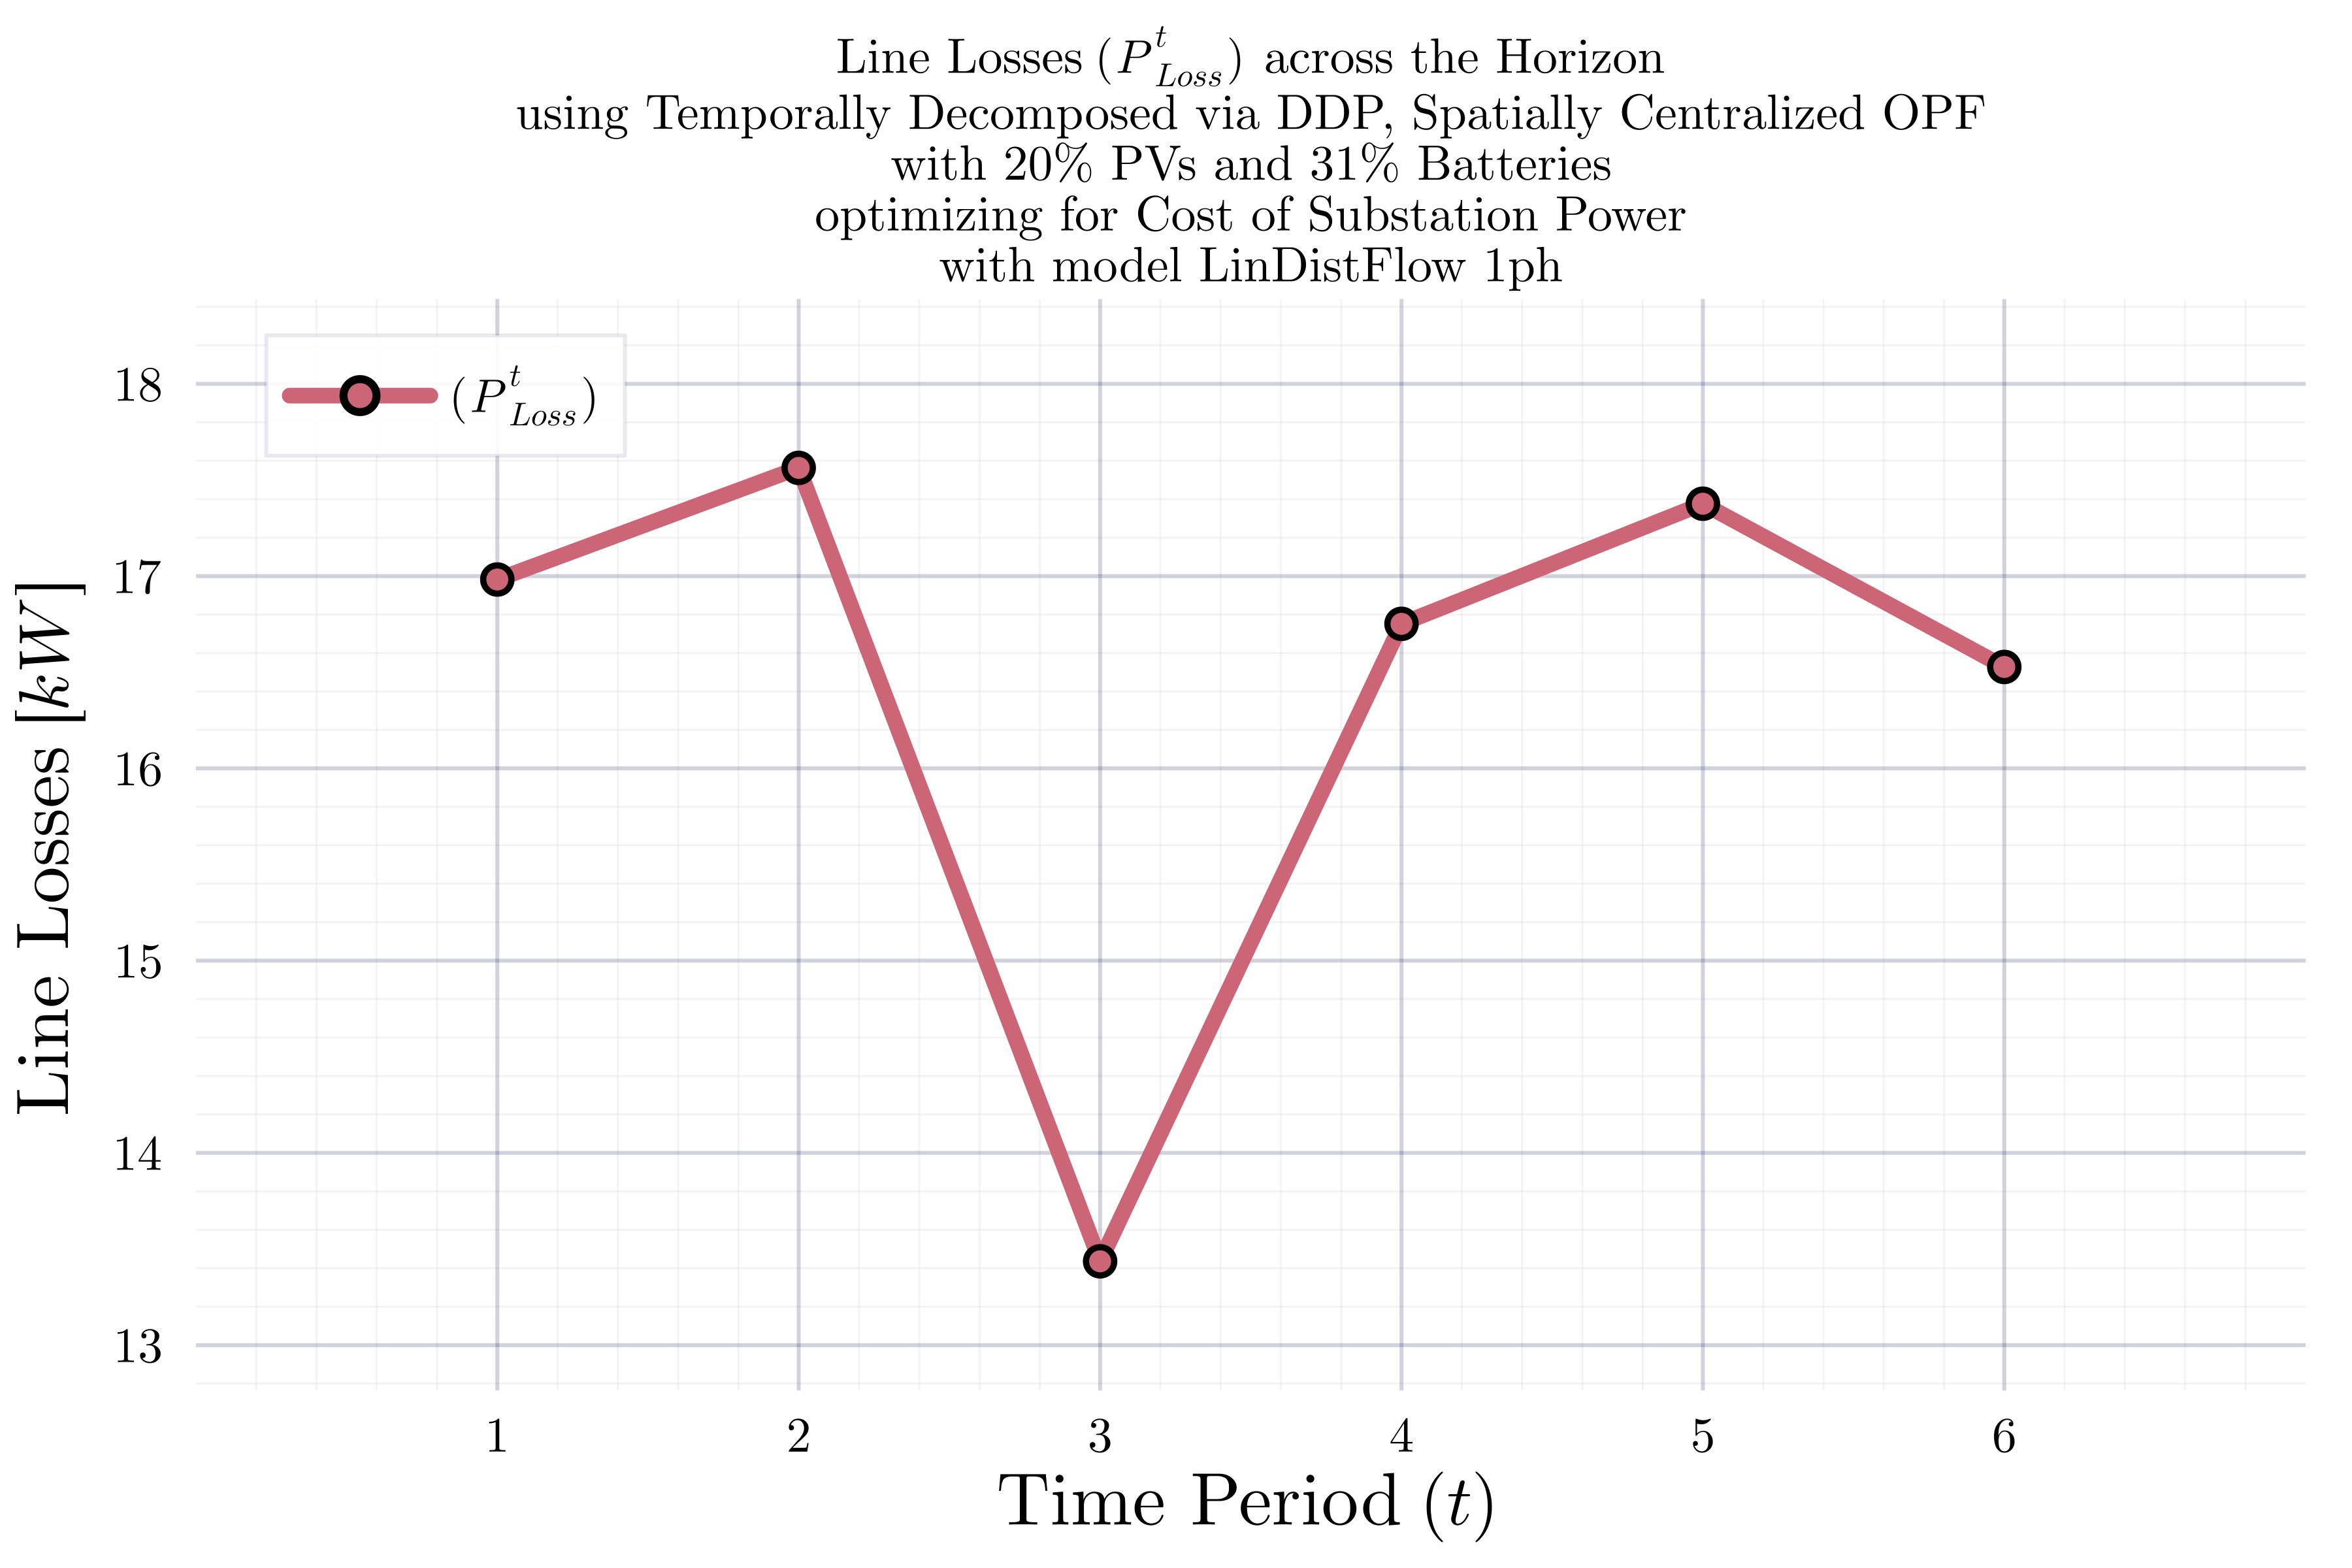 Line Losses (P^t_Loss) across the Horizon
using Temporally Decomposed via DDP, Spatially Centralized OPF
with 20% PVs and 31% Batteries
optimizing for Cost of Substation Power
with model LinDistFlow 1ph
(P^t_Loss)
18
17
16
15
14
13
Line Losses [kW]
1 2 3 4 5 6
Time Period (t)